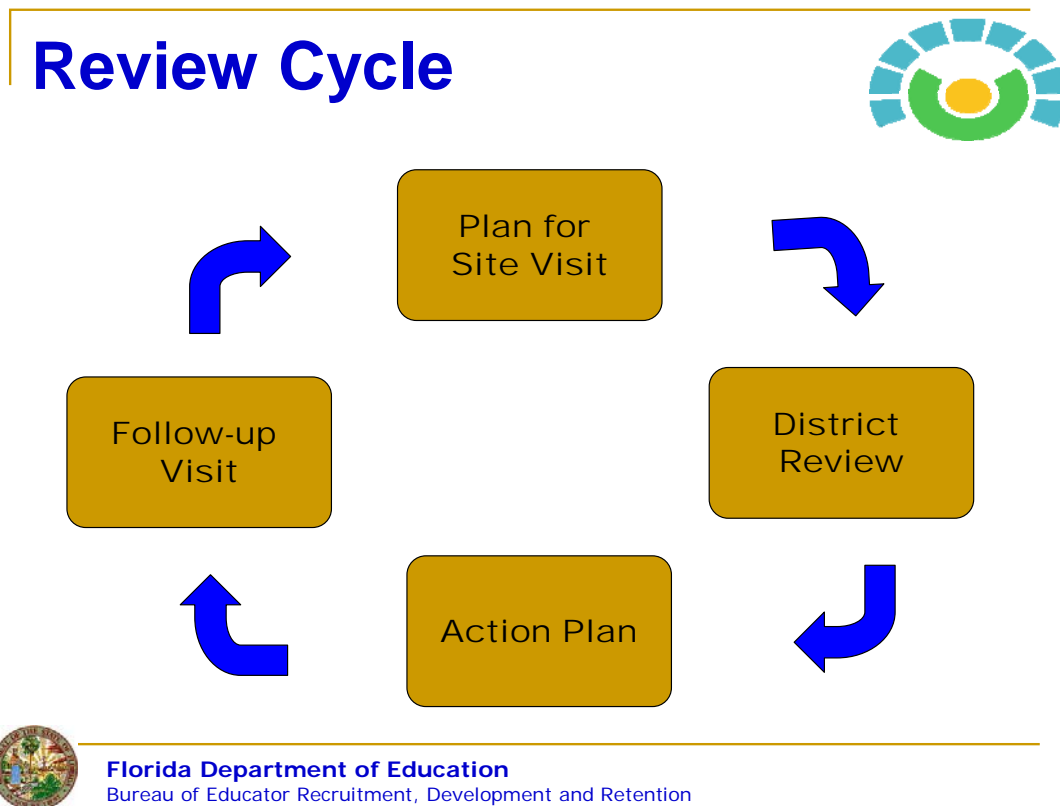 Review Cycle
Plan for
Site Visit
District
Review
Action Plan
Follow-up
Visit
Florida Department of Education
Bureau of Educator Recruitment, Development and Retention